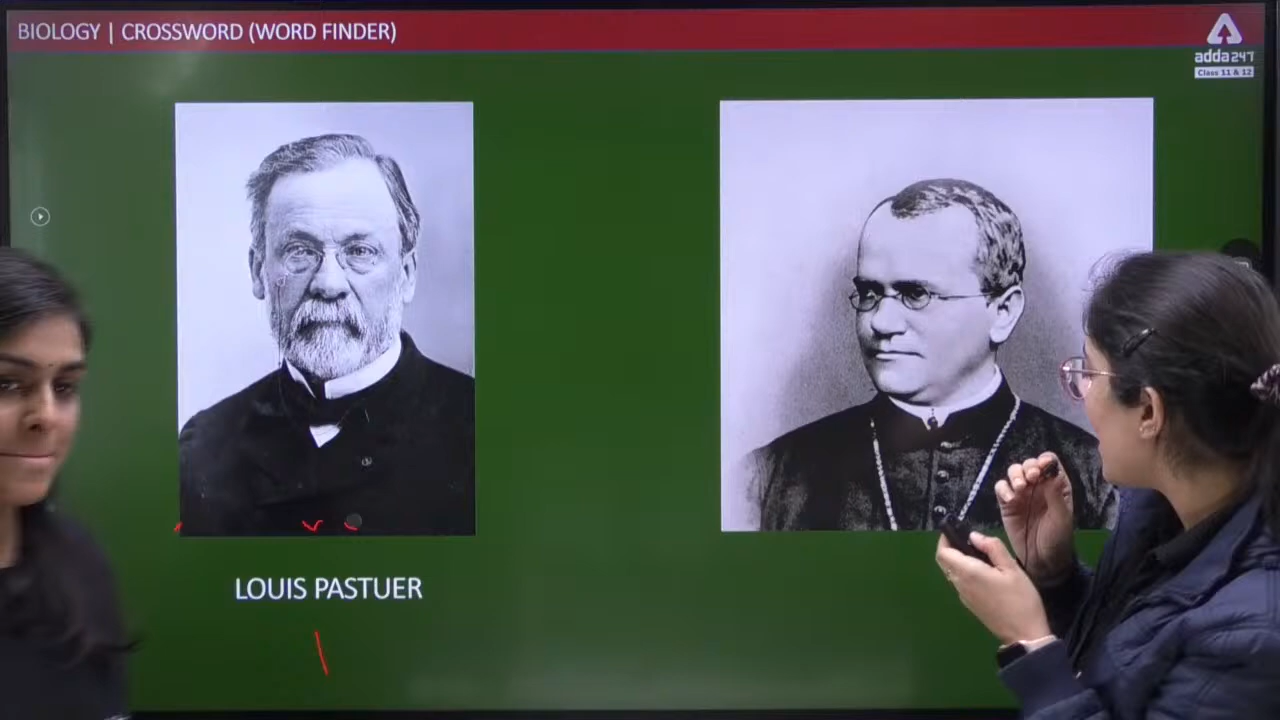 BIOLOGY | CROSSWORD (WORD FINDER)
adda247
Class 11 & 12
LOUIS PASTUER